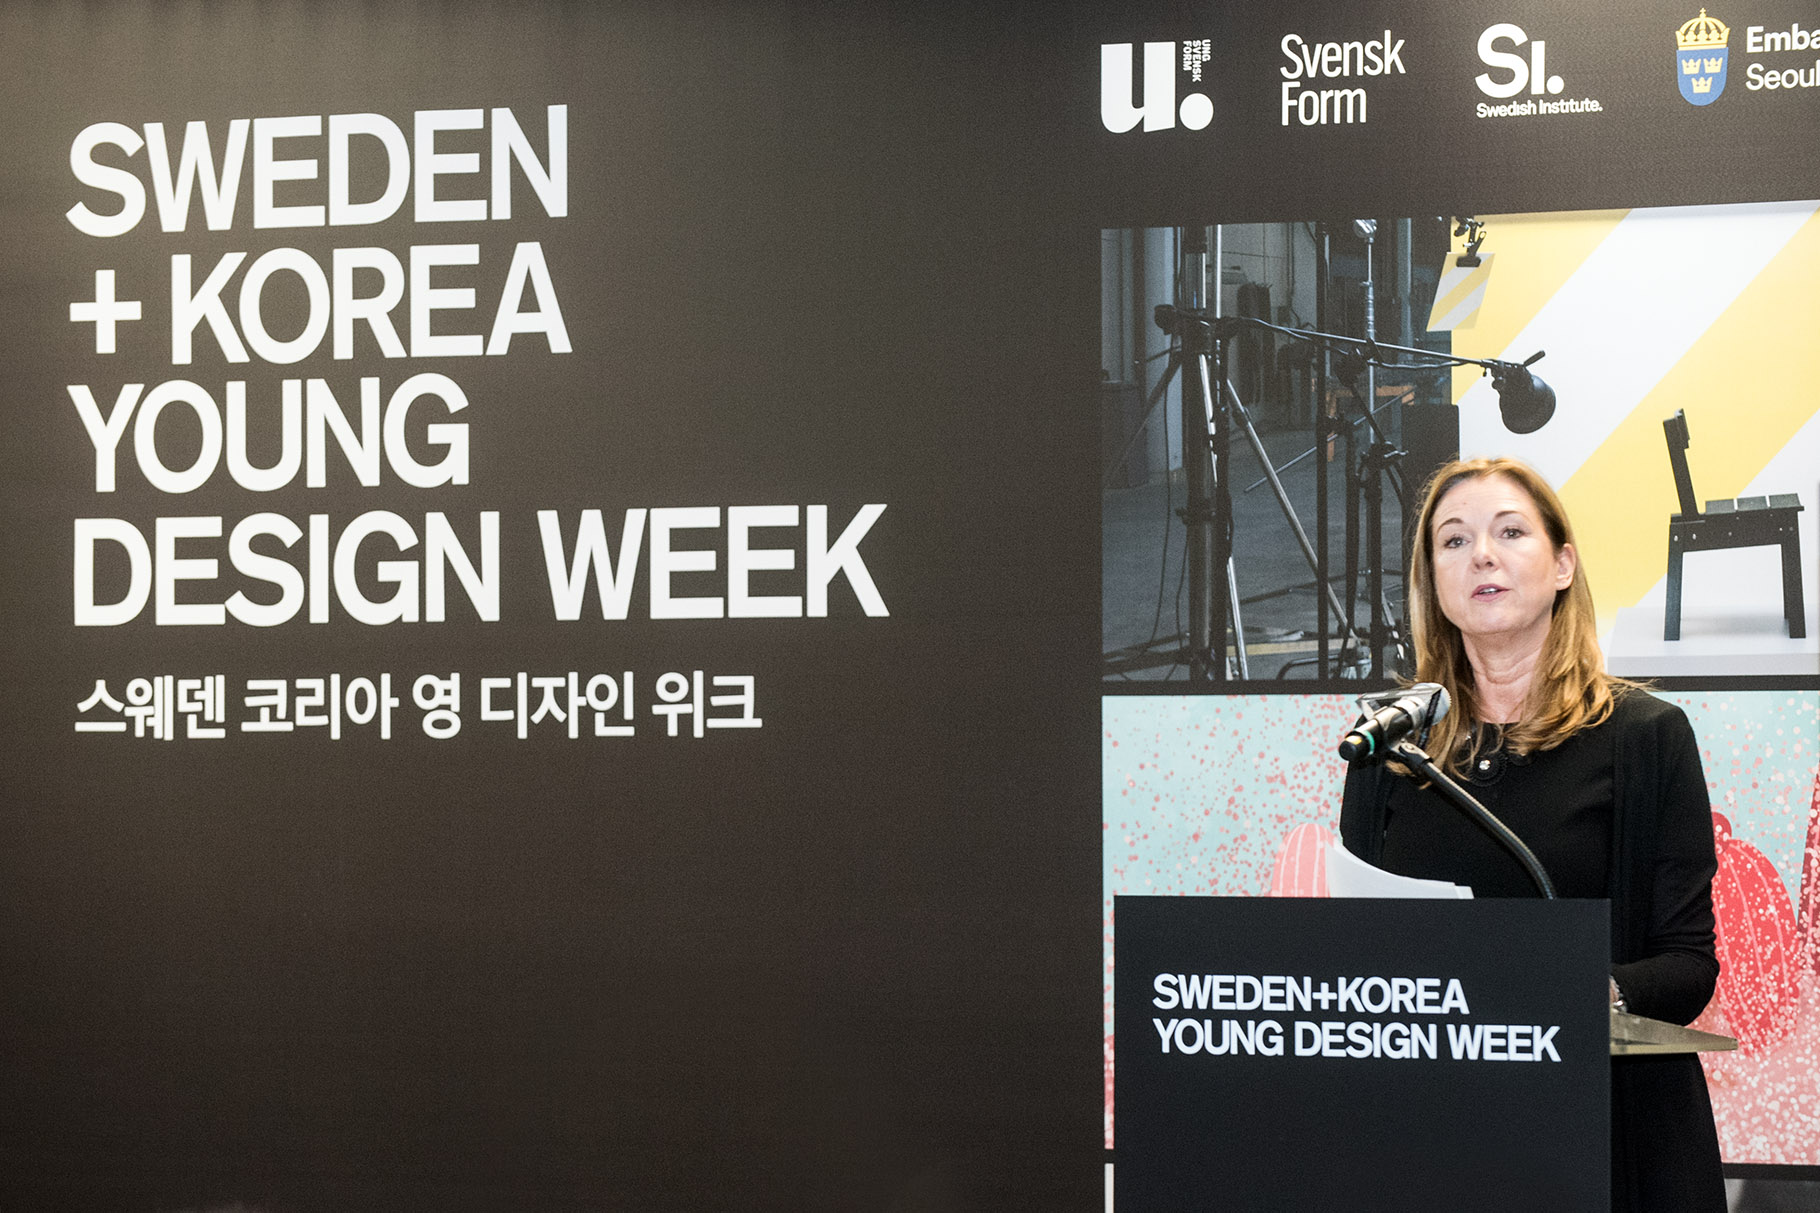 SWEDEN
+ KOREA
YOUNG
DESIGN WEEK
스웨덴 코리아 영 디자인 위크
u.
UNG
SVENSK
FORM
Svensk
Form
SI.
Swedish Institute.
Seoul
SWEDEN+KOREA
YOUNG DESIGN WEEK